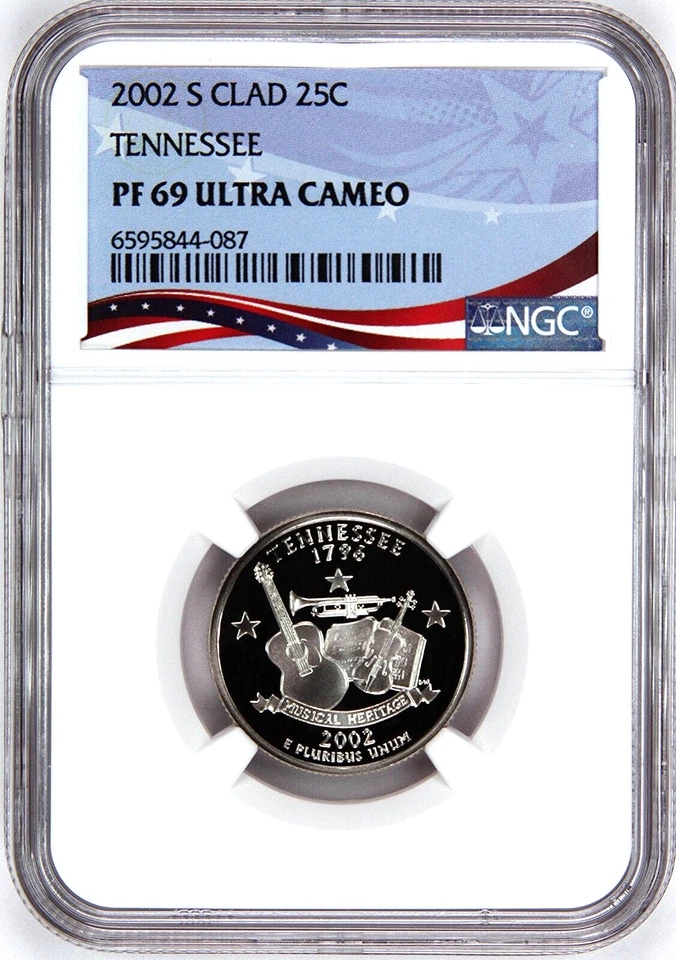 2002 S CLAD 25C
TENNESSEE
PF 69 ULTRA CAMEO
6595844-087
NGC®
TENNESSEE
1796
MUSICAL HERITAGE
2002
E PLURIBUS UNUM